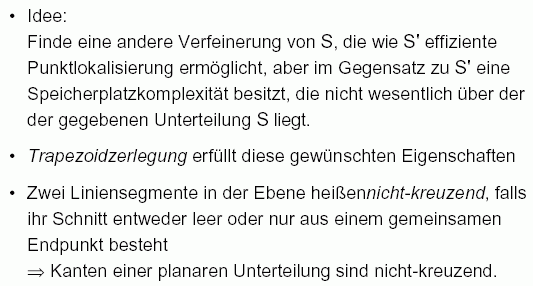 • Idee:
Finde eine andere Verfeinerung von S, die wie S' effiziente
Punktlokalisierung ermöglicht, aber im Gegensatz zu S' eine
Speicherplatzkomplexität besitzt, die nicht wesentlich über der
der gegebenen Unterteilung S liegt.
• Trapezoidzerlegung erfüllt diese gewünschten Eigenschaften
• Zwei Liniensegmente in der Ebene heißennicht-kreuzend, falls
ihr Schnitt entweder leer oder nur aus einem gemeinsamen
Endpunkt besteht
⇒ Kanten einer planaren Unterteilung sind nicht-kreuzend.